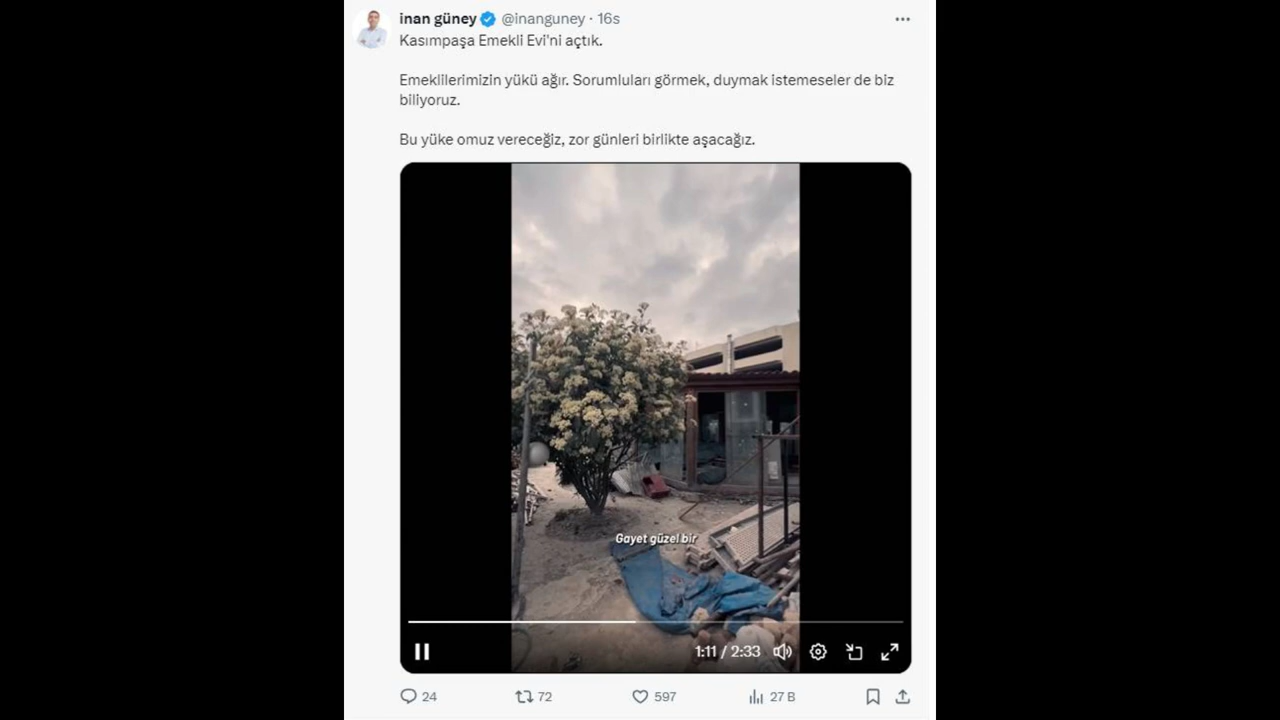 inan güney @inanguney · 16s
Kasımpaşa Emekli Evi'ni açtık.
Emeklilerimizin yükü ağır. Sorumluları görmek, duymak istemeseler de biz
biliyoruz.
Bu yüke omuz vereceğiz, zor günleri birlikte aşacağız.
Gayet güzel bir
1:11 / 2:33
24 72 597 27 B